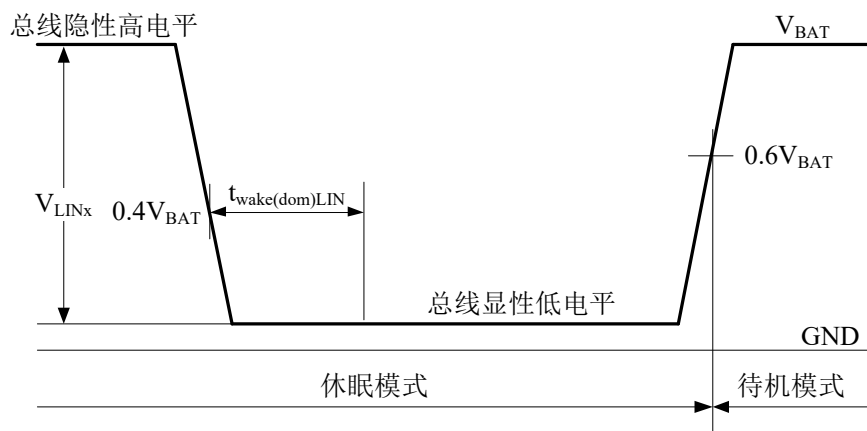 总线隐性高电平
V_BAT
0.6V_BAT
t_wake(dom)LIN
V_LINx
0.4V_BAT
总线显性低电平
GND
休眠模式
待机模式